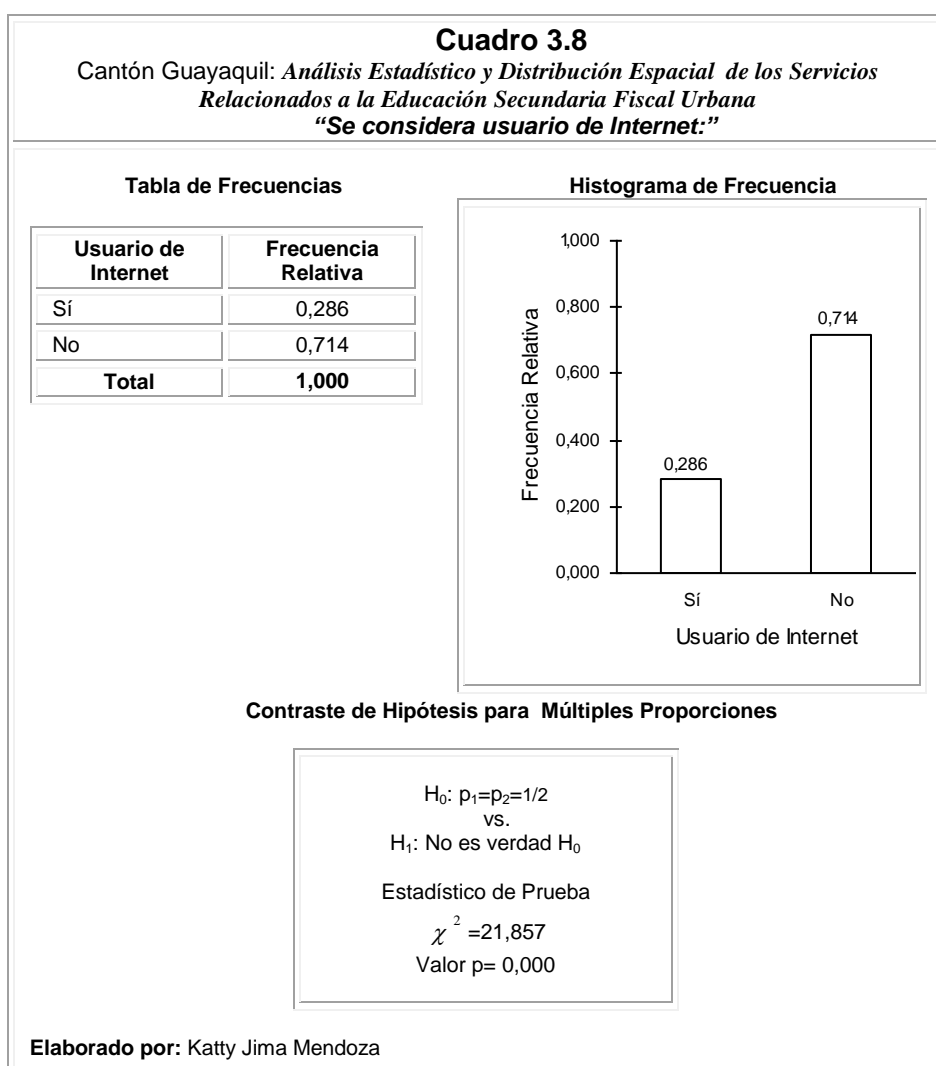 Cuadro 3.8
Cantón Guayaquil: Análisis Estadístico y Distribución Espacial de los Servicios
Relacionados a la Educación Secundaria Fiscal Urbana
“Se considera usuario de Internet:”
Tabla de Frecuencias
Usuario de Internet Frecuencia Relativa
Sí 0,286
No 0,714
Total 1,000
Histograma de Frecuencia
Frecuencia Relativa
1,000
0,800
0,600
0,400
0,200
0,000
0,286
0,714
Sí No
Usuario de Internet
Contraste de Hipótesis para Múltiples Proporciones
H₀: p₁=p₂=1/2
vs.
H₁: No es verdad H₀
Estadístico de Prueba
χ² =21,857
Valor p= 0,000
Elaborado por: Katty Jima Mendoza